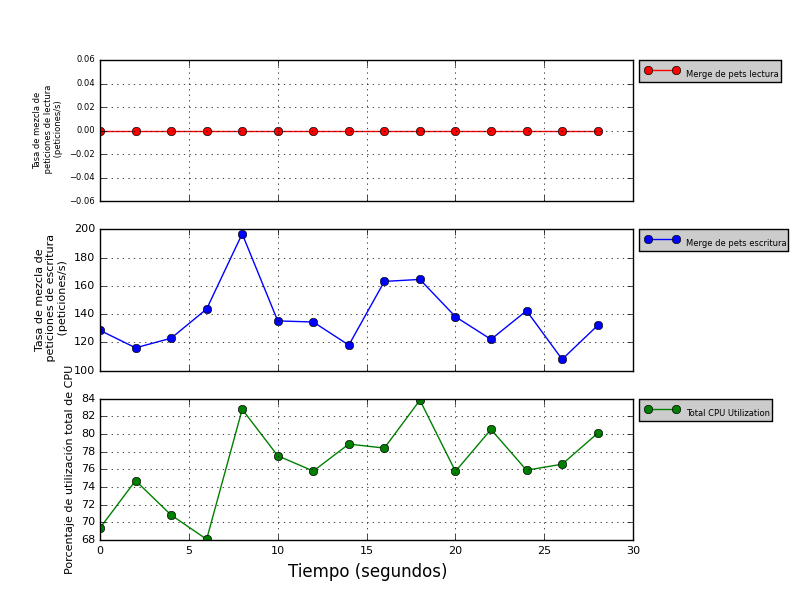 0.06
0.04
0.02
0.00
−0.02
−0.04
−0.06
Tasa de mezcla de
peticiones de lectura
(peticiones/s)
Merge de pets lectura
200
180
160
140
120
100
Tasa de mezcla de
peticiones de escritura
(peticiones/s)
Merge de pets escritura
84
82
80
78
76
74
72
70
68
Porcentaje de utilización total de CPU
Total CPU Utilization
0 5 10 15 20 25 30
Tiempo (segundos)